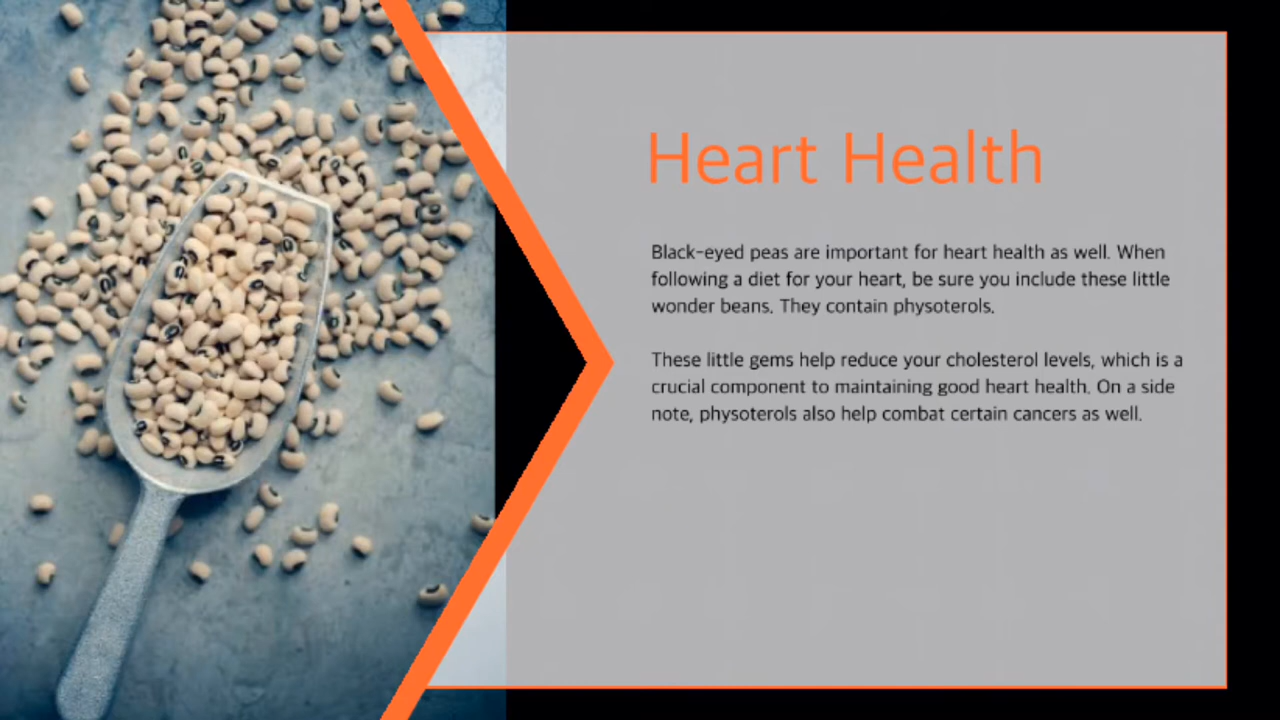 Heart Health
Black-eyed peas are important for heart health as well. When
following a diet for your heart, be sure you include these little
wonder beans. They contain physoterols.
These little gems help reduce your cholesterol levels, which is a
crucial component to maintaining good heart health. On a side
note, physoterols also help combat certain cancers as well.